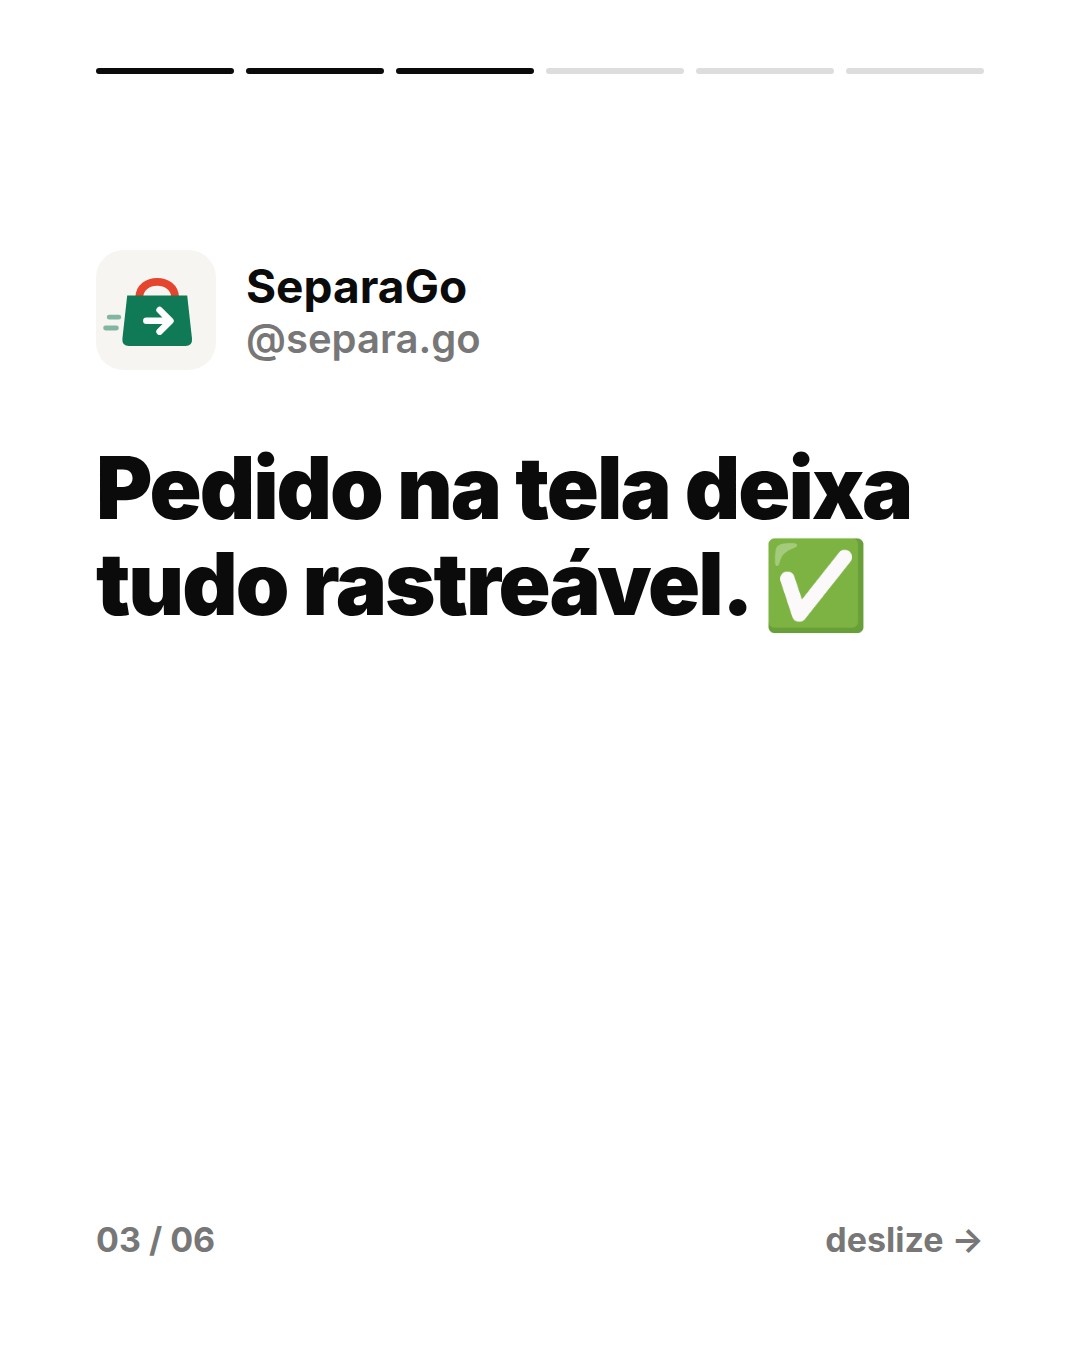 SeparaGo
@separa.go
Pedido na tela deixa
tudo rastreável. ✅
03 / 06
deslize →